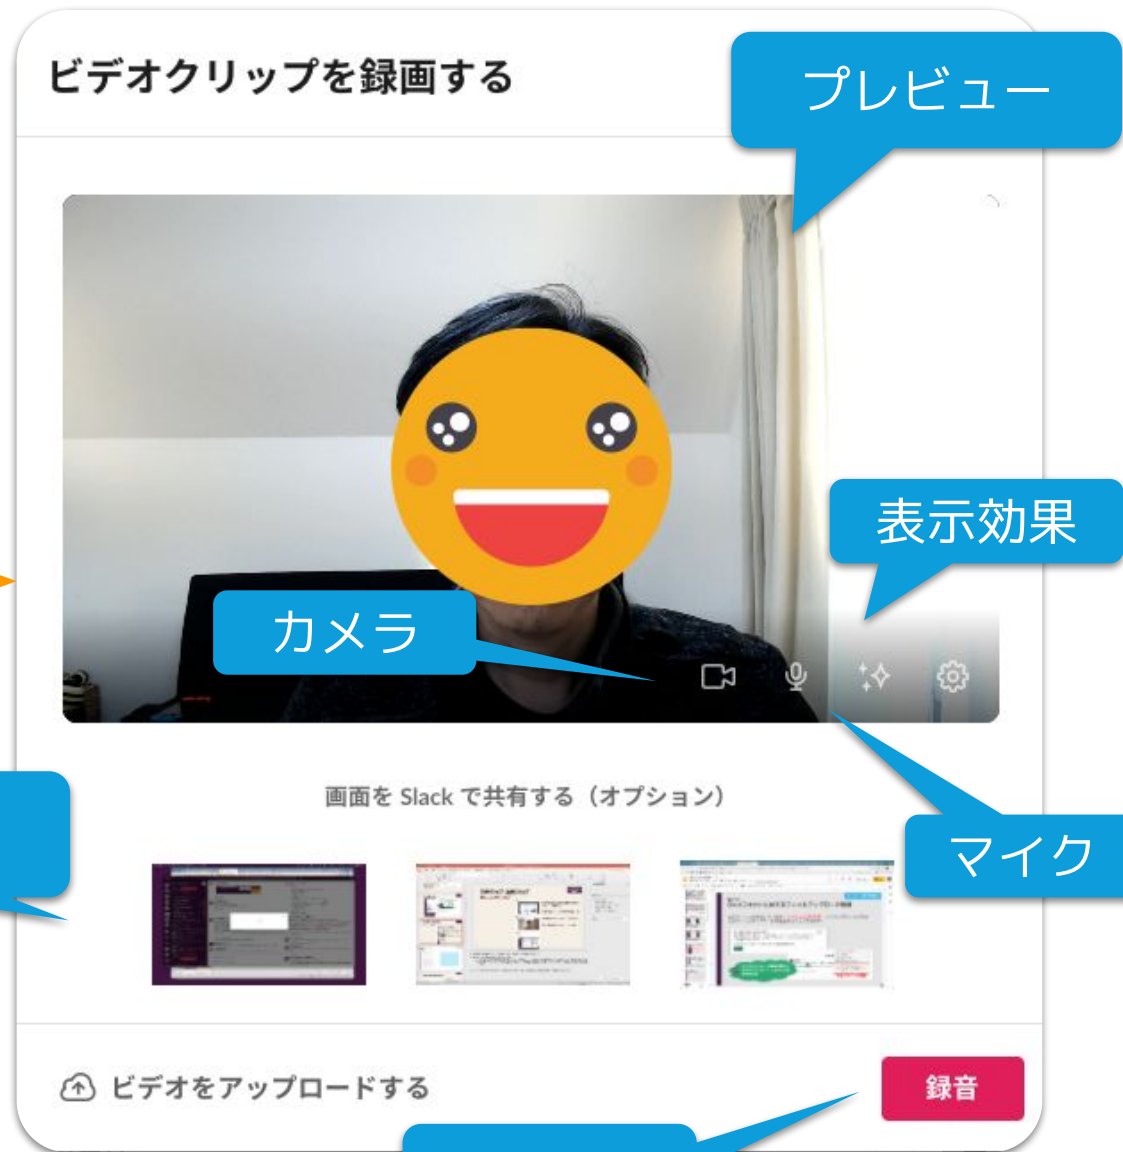 ビデオクリップを録画する
プレビュー
表示効果
カメラ
マイク
画面を Slack で共有する（オプション）
ビデオをアップロードする
録音